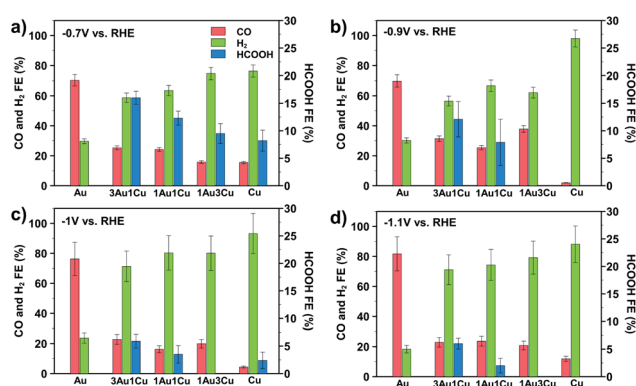 a) -0.7V vs. RHE
CO
H₂
HCOOH
CO and H₂ FE (%)
100
80
60
40
20
0
HCOOH FE (%)
30
25
20
15
10
5
0
Au 3Au1Cu 1Au1Cu 1Au3Cu Cu
b) -0.9V vs. RHE
CO and H₂ FE (%)
100
80
60
40
20
0
HCOOH FE (%)
30
25
20
15
10
5
0
Au 3Au1Cu 1Au1Cu 1Au3Cu Cu
c) -1V vs. RHE
CO and H₂ FE (%)
100
80
60
40
20
0
HCOOH FE (%)
30
25
20
15
10
5
0
Au 3Au1Cu 1Au1Cu 1Au3Cu Cu
d) -1.1V vs. RHE
CO and H₂ FE (%)
100
80
60
40
20
0
HCOOH FE (%)
30
25
20
15
10
5
0
Au 3Au1Cu 1Au1Cu 1Au3Cu Cu